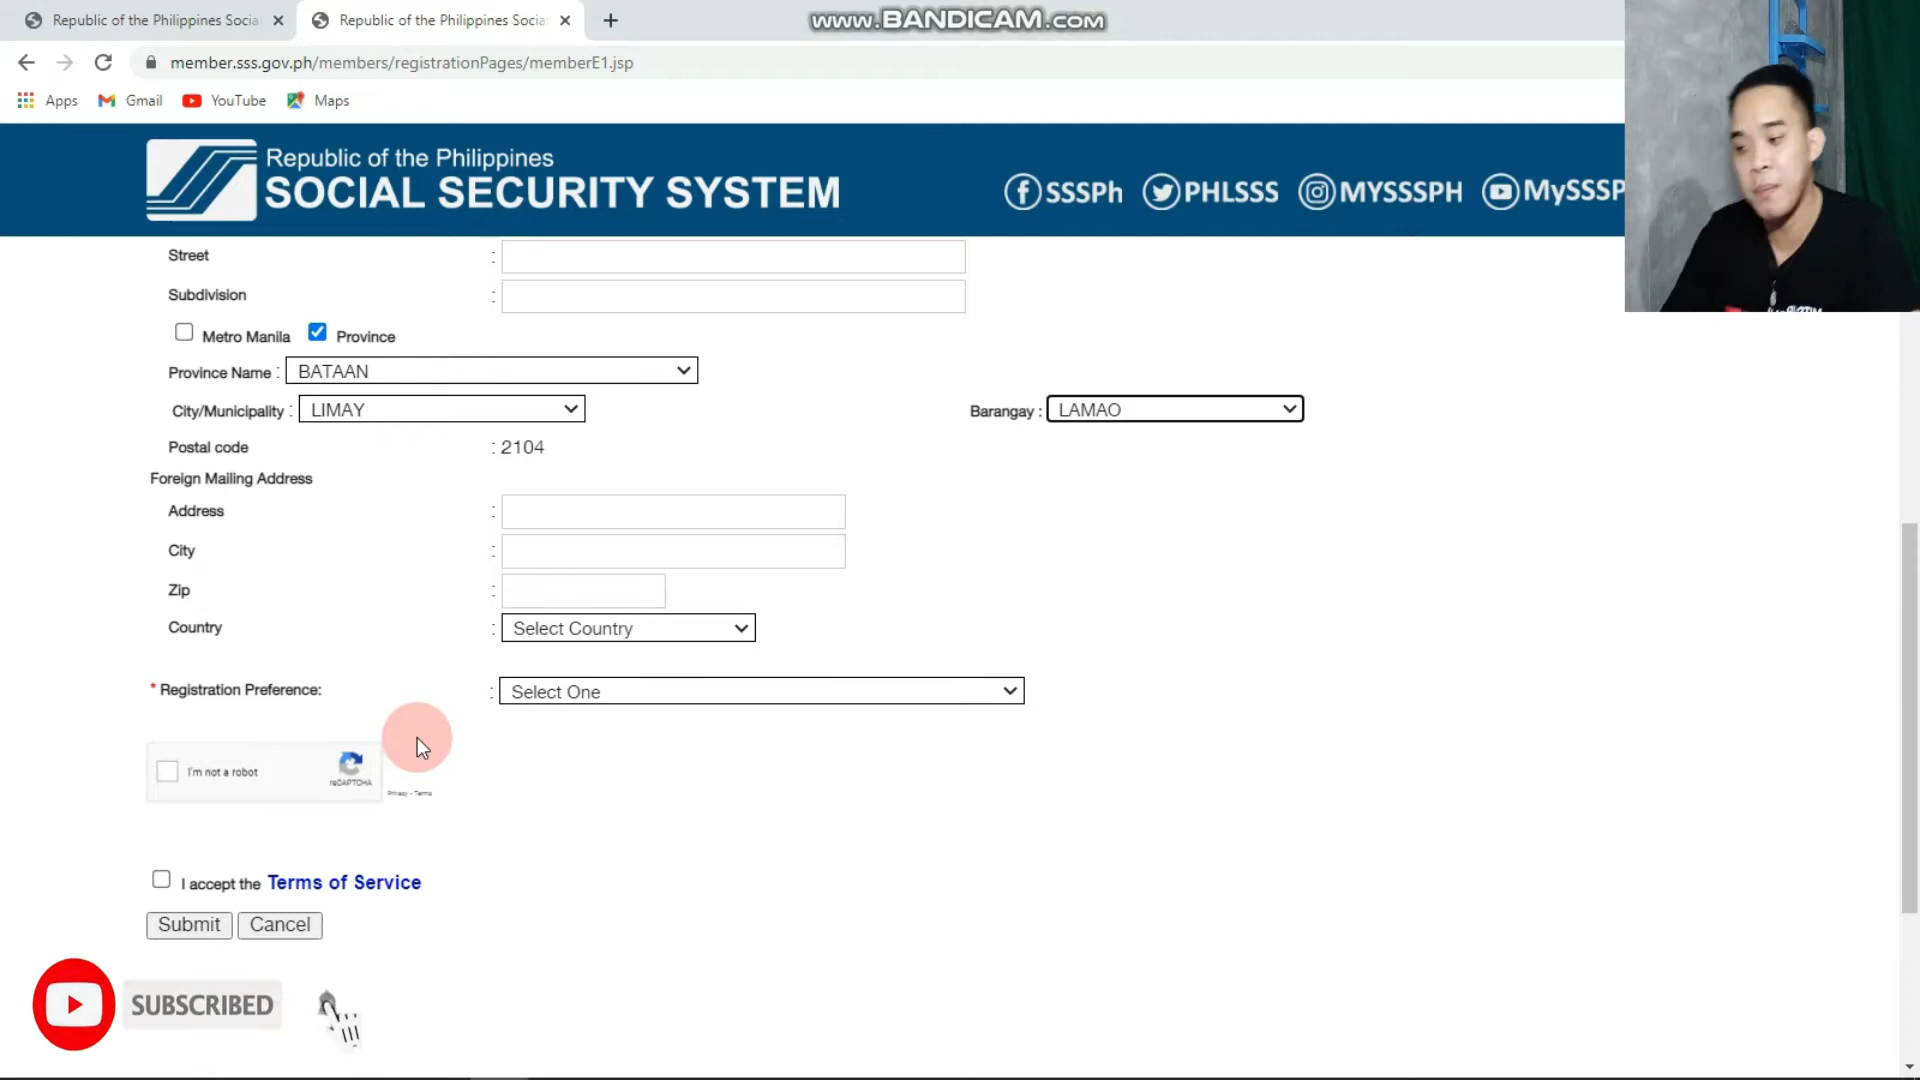 Republic of the Philippines Socia
Republic of the Philippines Socia
www.BANDICAM.com
member.sss.gov.ph/members/registrationPages/memberE1.jsp
Apps
Gmail
YouTube
Maps
Republic of the Philippines
SOCIAL SECURITY SYSTEM
SSSPh
PHLSSS
MYSSSPH
MySSSP
Street :
Subdivision :
Metro Manila
Province
Province Name : BATAAN
City/Municipality : LIMAY
Barangay : LAMAO
Postal code : 2104
Foreign Mailing Address
Address :
City :
Zip :
Country : Select Country
* Registration Preference: : Select One
I'm not a robot
reCAPTCHA
Privacy - Terms
I accept the Terms of Service
Submit
Cancel
SUBSCRIBED